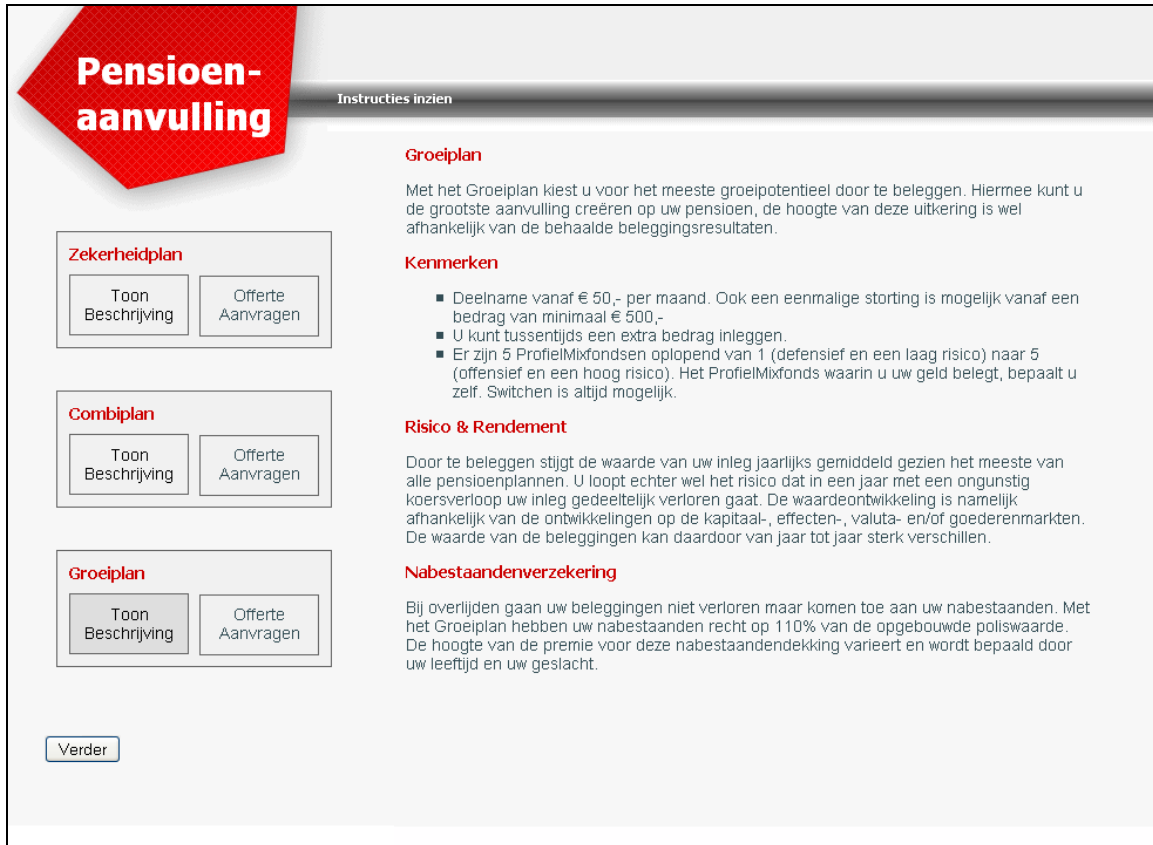 Pensioen-
aanvulling
Instructies inzien
Zekerheidplan
Toon
Beschrijving
Offerte
Aanvragen
Combiplan
Toon
Beschrijving
Offerte
Aanvragen
Groeiplan
Toon
Beschrijving
Offerte
Aanvragen
Verder
Groeiplan
Met het Groeiplan kiest u voor het meeste groeipotentieel door te beleggen. Hiermee kunt u
de grootste aanvulling creëren op uw pensioen, de hoogte van deze uitkering is wel
afhankelijk van de behaalde beleggingsresultaten.
Kenmerken
▪ Deelname vanaf € 50,- per maand. Ook een eenmalige storting is mogelijk vanaf een
bedrag van minimaal € 500,-
▪ U kunt tussentijds een extra bedrag inleggen.
▪ Er zijn 5 ProfielMixfondsen oplopend van 1 (defensief en een laag risico) naar 5
(offensief en een hoog risico). Het ProfielMixfonds waarin u uw geld belegt, bepaalt u
zelf. Switchen is altijd mogelijk.
Risico & Rendement
Door te beleggen stijgt de waarde van uw inleg jaarlijks gemiddeld gezien het meeste van
alle pensioenplannen. U loopt echter wel het risico dat in een jaar met een ongunstig
koersverloop uw inleg gedeeltelijk verloren gaat. De waardeontwikkeling is namelijk
afhankelijk van de ontwikkelingen op de kapitaal-, effecten-, valuta- en/of goederenmarkten.
De waarde van de beleggingen kan daardoor van jaar tot jaar sterk verschillen.
Nabestaandenverzekering
Bij overlijden gaan uw beleggingen niet verloren maar komen toe aan uw nabestaanden. Met
het Groeiplan hebben uw nabestaanden recht op 110% van de opgebouwde poliswaarde.
De hoogte van de premie voor deze nabestaandendekking varieert en wordt bepaald door
uw leeftijd en uw geslacht.